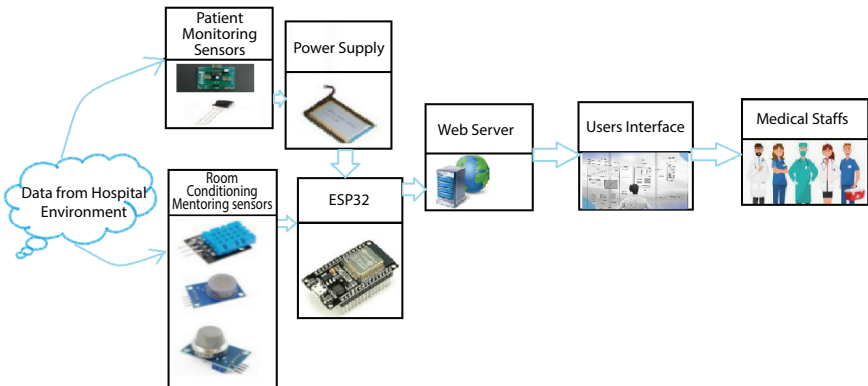 Patient
Monitoring
Sensors
Power Supply
Data from Hospital
Environment
Room
Conditioning
Mentoring sensors
ESP32
Web Server
Users Interface
Medical Staffs